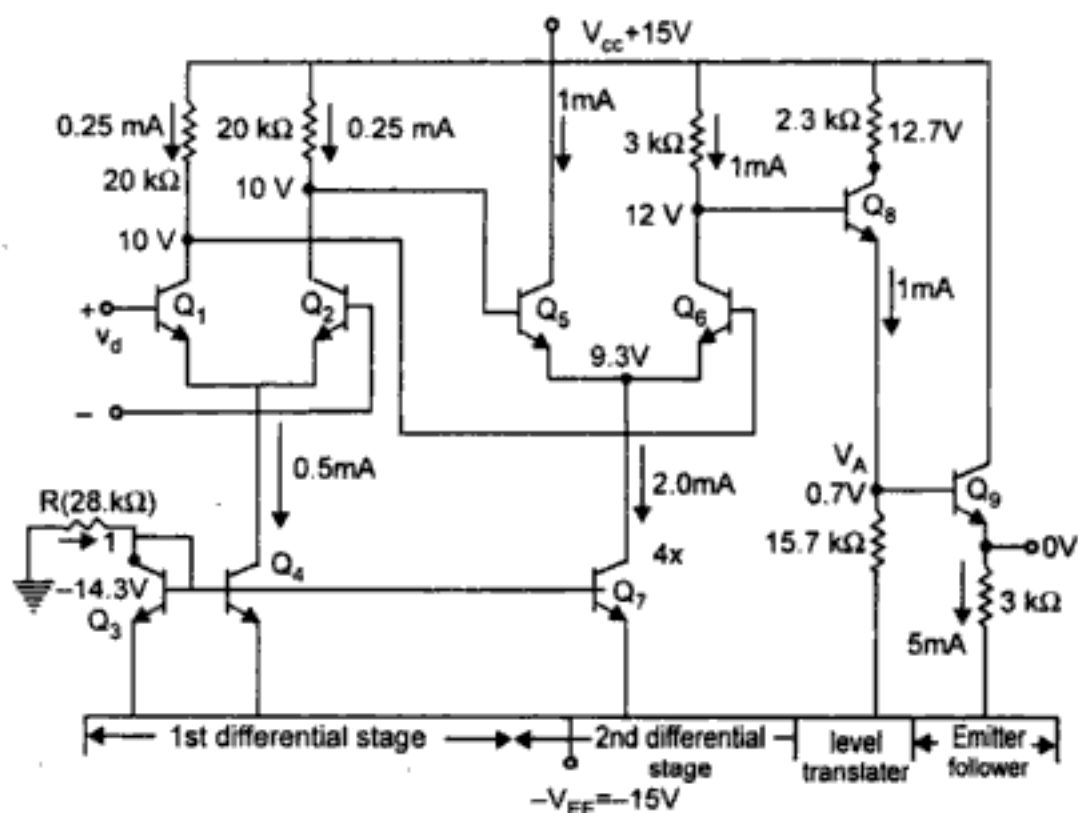 Vcc+15V
0.25 mA
20 kΩ
0.25 mA
1mA
3 kΩ
2.3 kΩ
12.7V
20 kΩ
1mA
10 V
12 V
Q8
10 V
Q1
Q2
Q5
Q6
1mA
+
vd
9.3V
–
0.5mA
2.0mA
VA
0.7V
Q9
R(28.kΩ)
1
Q4
4x
15.7 kΩ
0V
–14.3V
Q3
Q7
3 kΩ
5mA
1st differential stage
2nd differential
stage
level
translater
Emitter
follower
–VEE=–15V